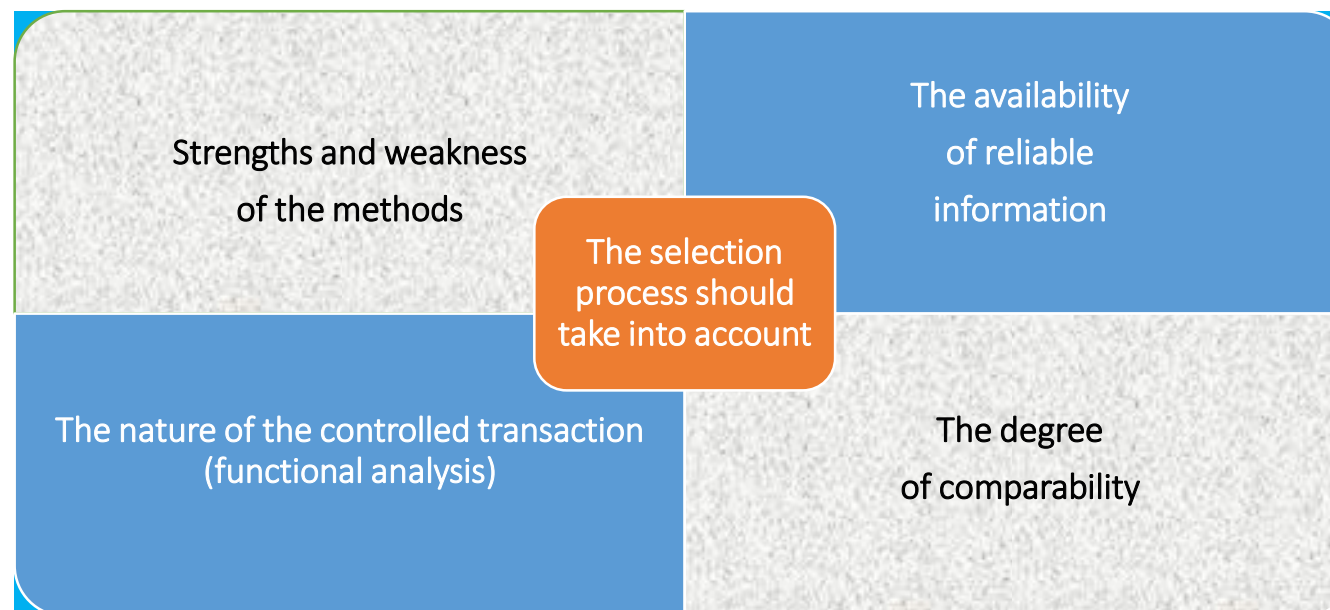 Strengths and weakness
of the methods
The availability
of reliable
information
The selection
process should
take into account
The nature of the controlled transaction
(functional analysis)
The degree
of comparability